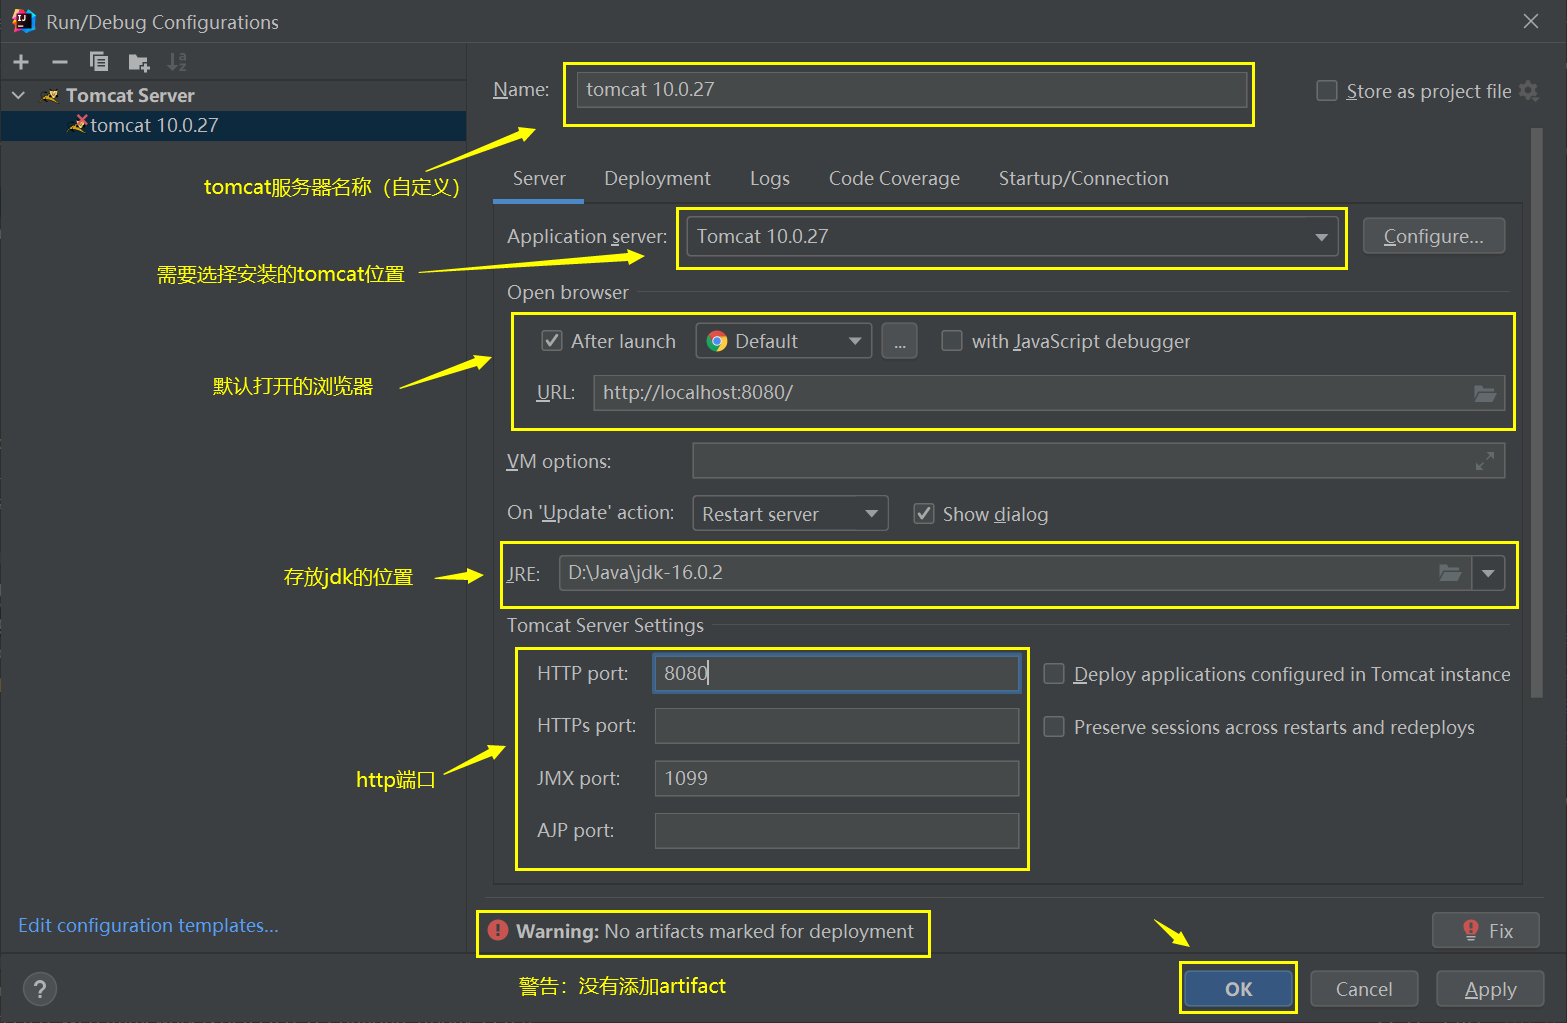 Run/Debug Configurations
Tomcat Server
tomcat 10.0.27
Name: tomcat 10.0.27
Store as project file
tomcat服务器名称（自定义）
Server Deployment Logs Code Coverage Startup/Connection
Application server: Tomcat 10.0.27 Configure...
需要选择安装的tomcat位置
Open browser
After launch Default ... with JavaScript debugger
默认打开的浏览器
URL: http://localhost:8080/
VM options:
On 'Update' action: Restart server Show dialog
存放jdk的位置
JRE: D:\Java\jdk-16.0.2
Tomcat Server Settings
HTTP port: 8080 Deploy applications configured in Tomcat instance
HTTPs port: Preserve sessions across restarts and redeploys
http端口
JMX port: 1099
AJP port:
Edit configuration templates...
Warning: No artifacts marked for deployment
Fix
警告：没有添加artifact
?
OK Cancel Apply